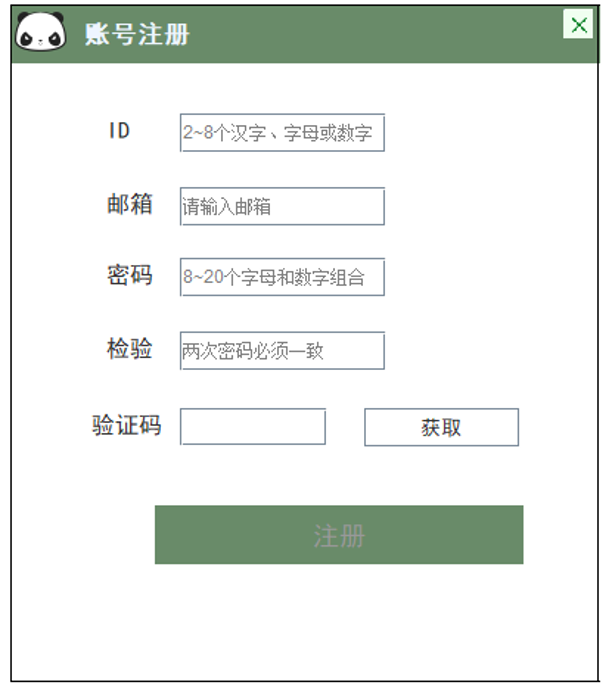 账号注册
ID 2~8个汉字、字母或数字
邮箱 请输入邮箱
密码 8~20个字母和数字组合
检验 两次密码必须一致
验证码 获取
注册